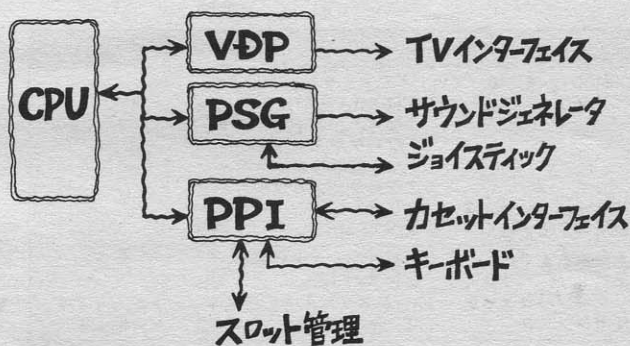 CPU
VDP
TVインターフェイス
PSG
サウンドジェネレータ
ジョイスティック
PPI
カセットインターフェイス
キーボード
スロット管理